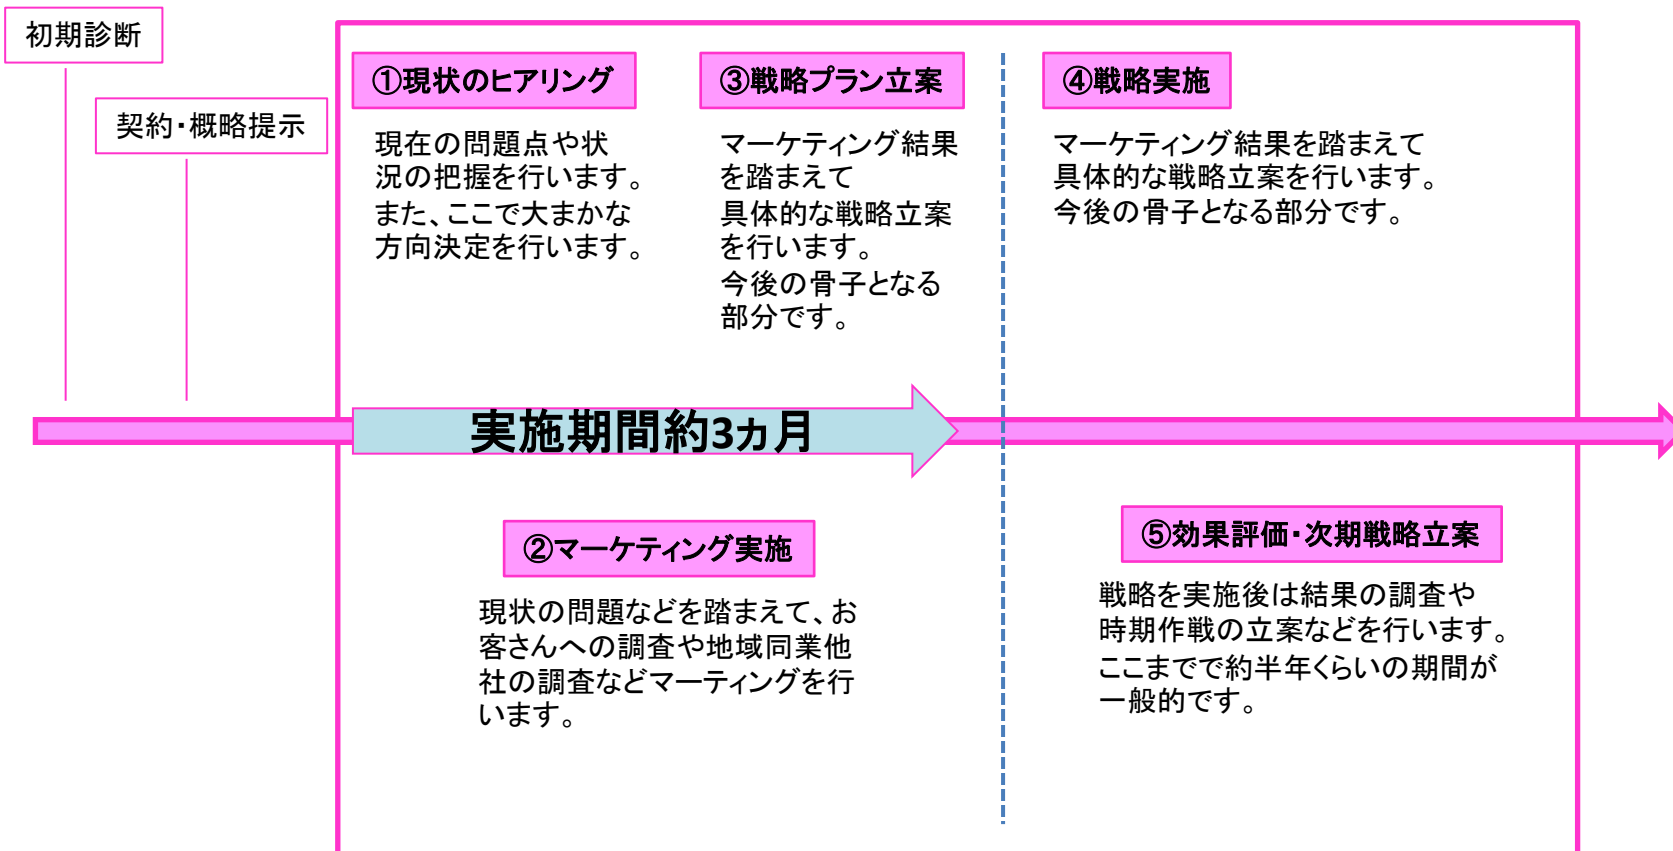 初期診断
契約・概略提示
①現状のヒアリング
現在の問題点や状
況の把握を行います。
また、ここで大まかな
方向決定を行います。
③戦略プラン立案
マーケティング結果
を踏まえて
具体的な戦略立案
を行います。
今後の骨子となる
部分です。
④戦略実施
マーケティング結果を踏まえて
具体的な戦略立案を行います。
今後の骨子となる部分です。
実施期間約3ヵ月
②マーケティング実施
現状の問題などを踏まえて、お
客さんへの調査や地域同業他
社の調査などマーティングを行
います。
⑤効果評価・次期戦略立案
戦略を実施後は結果の調査や
時期作戦の立案などを行います。
ここまでで約半年くらいの期間が
一般的です。